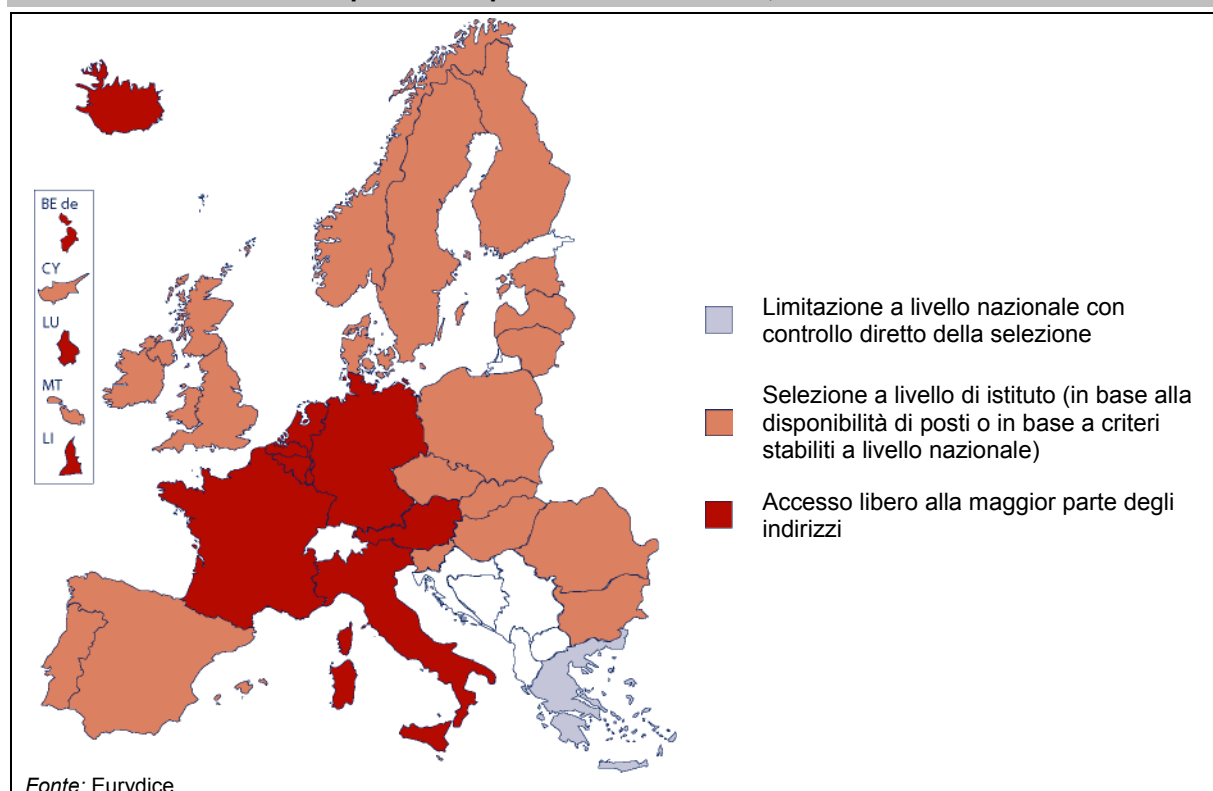 BE de
CY
LU
MT
LI
Limitazione a livello nazionale con
controllo diretto della selezione
Selezione a livello di istituto (in base alla
disponibilità di posti o in base a criteri
stabiliti a livello nazionale)
Accesso libero alla maggior parte degli
indirizzi
Fonte: Eurydice